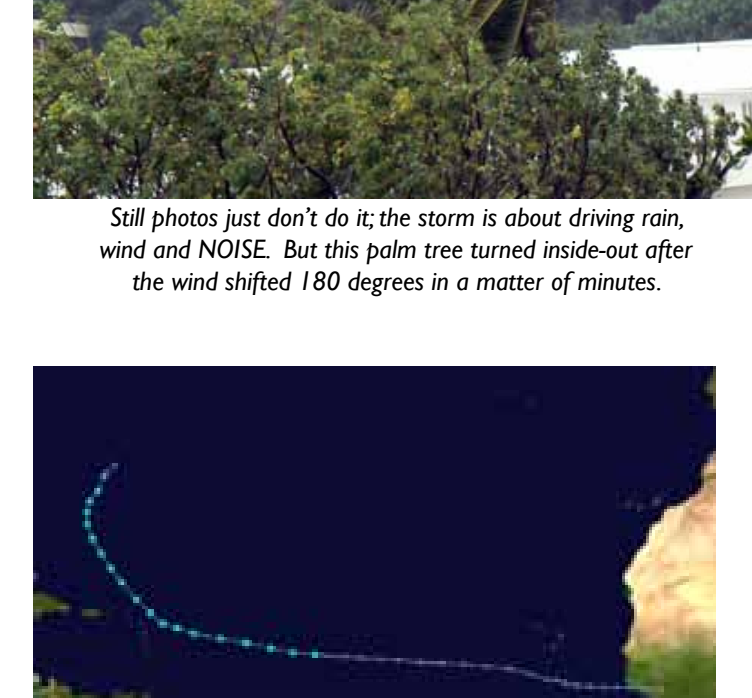 Still photos just don't do it; the storm is about driving rain,
wind and NOISE. But this palm tree turned inside-out after
the wind shifted 180 degrees in a matter of minutes.